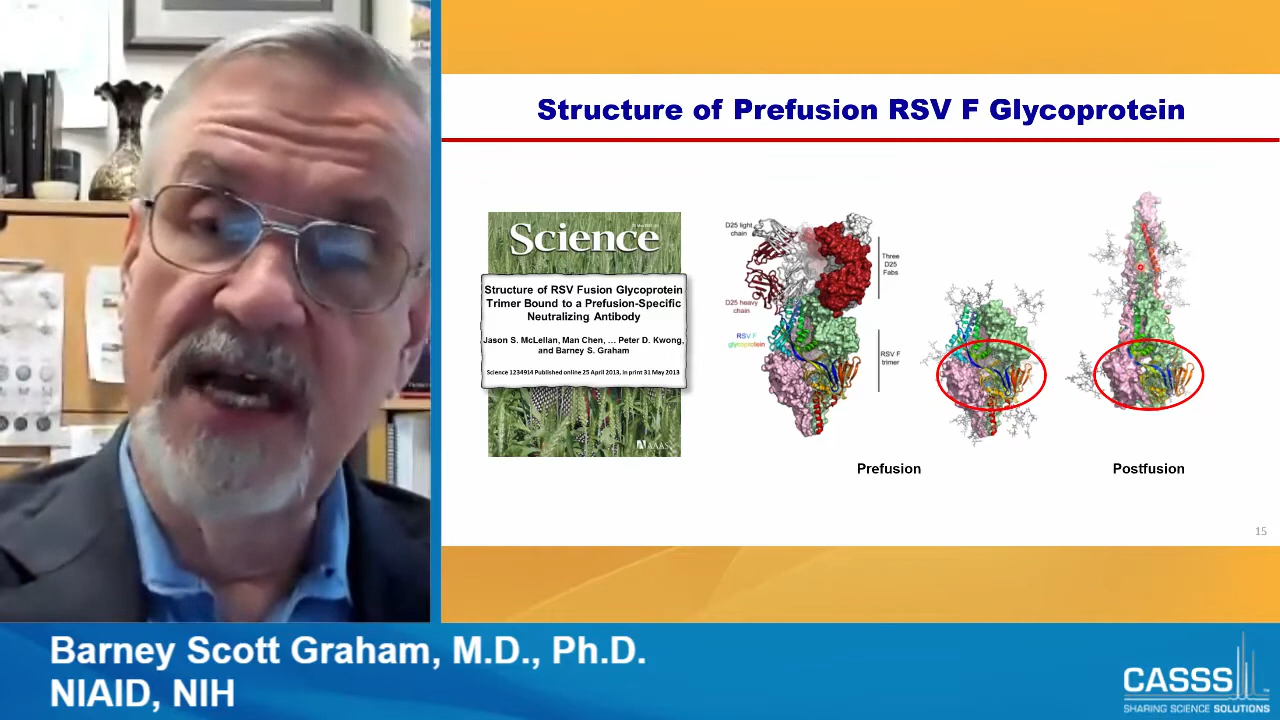 Structure of Prefusion RSV F Glycoprotein
Science
Structure of RSV Fusion Glycoprotein
Trimer Bound to a Prefusion-Specific
Neutralizing Antibody
Jason S. McLellan, Man Chen, ... Peter D. Kwong,
and Barney S. Graham
Science 1234914 Published online 25 April 2013, in print 31 May 2013
AAAS
D25 light
chain
D25 heavy
chain
RSV F
glycoprotein
Three
D25
Fabs
RSV F
trimer
Prefusion
Postfusion
15
Barney Scott Graham, M.D., Ph.D.
NIAID, NIH
CASSS
SHARING SCIENCE SOLUTIONS